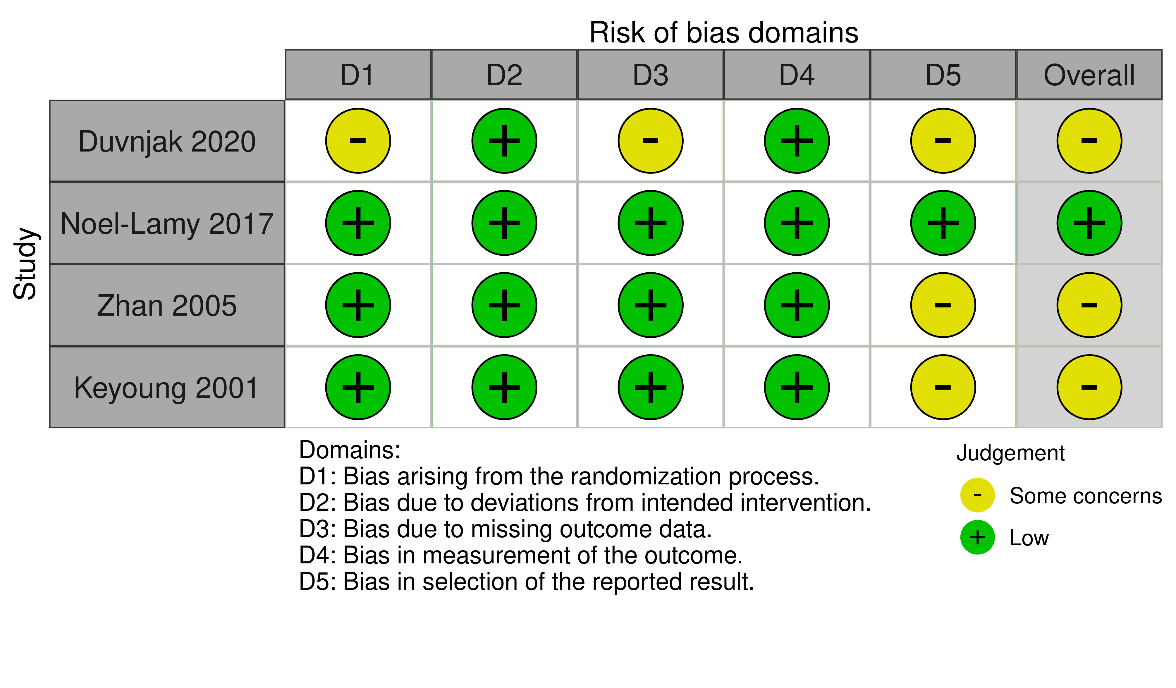 Risk of bias domains
D1 D2 D3 D4 D5 Overall
Study
Duvnjak 2020 - + - + - -
Noel-Lamy 2017 + + + + + +
Zhan 2005 + + + + - -
Keyoung 2001 + + + + - -
Domains:
D1: Bias arising from the randomization process.
D2: Bias due to deviations from intended intervention.
D3: Bias due to missing outcome data.
D4: Bias in measurement of the outcome.
D5: Bias in selection of the reported result.
Judgement
- Some concerns
+ Low